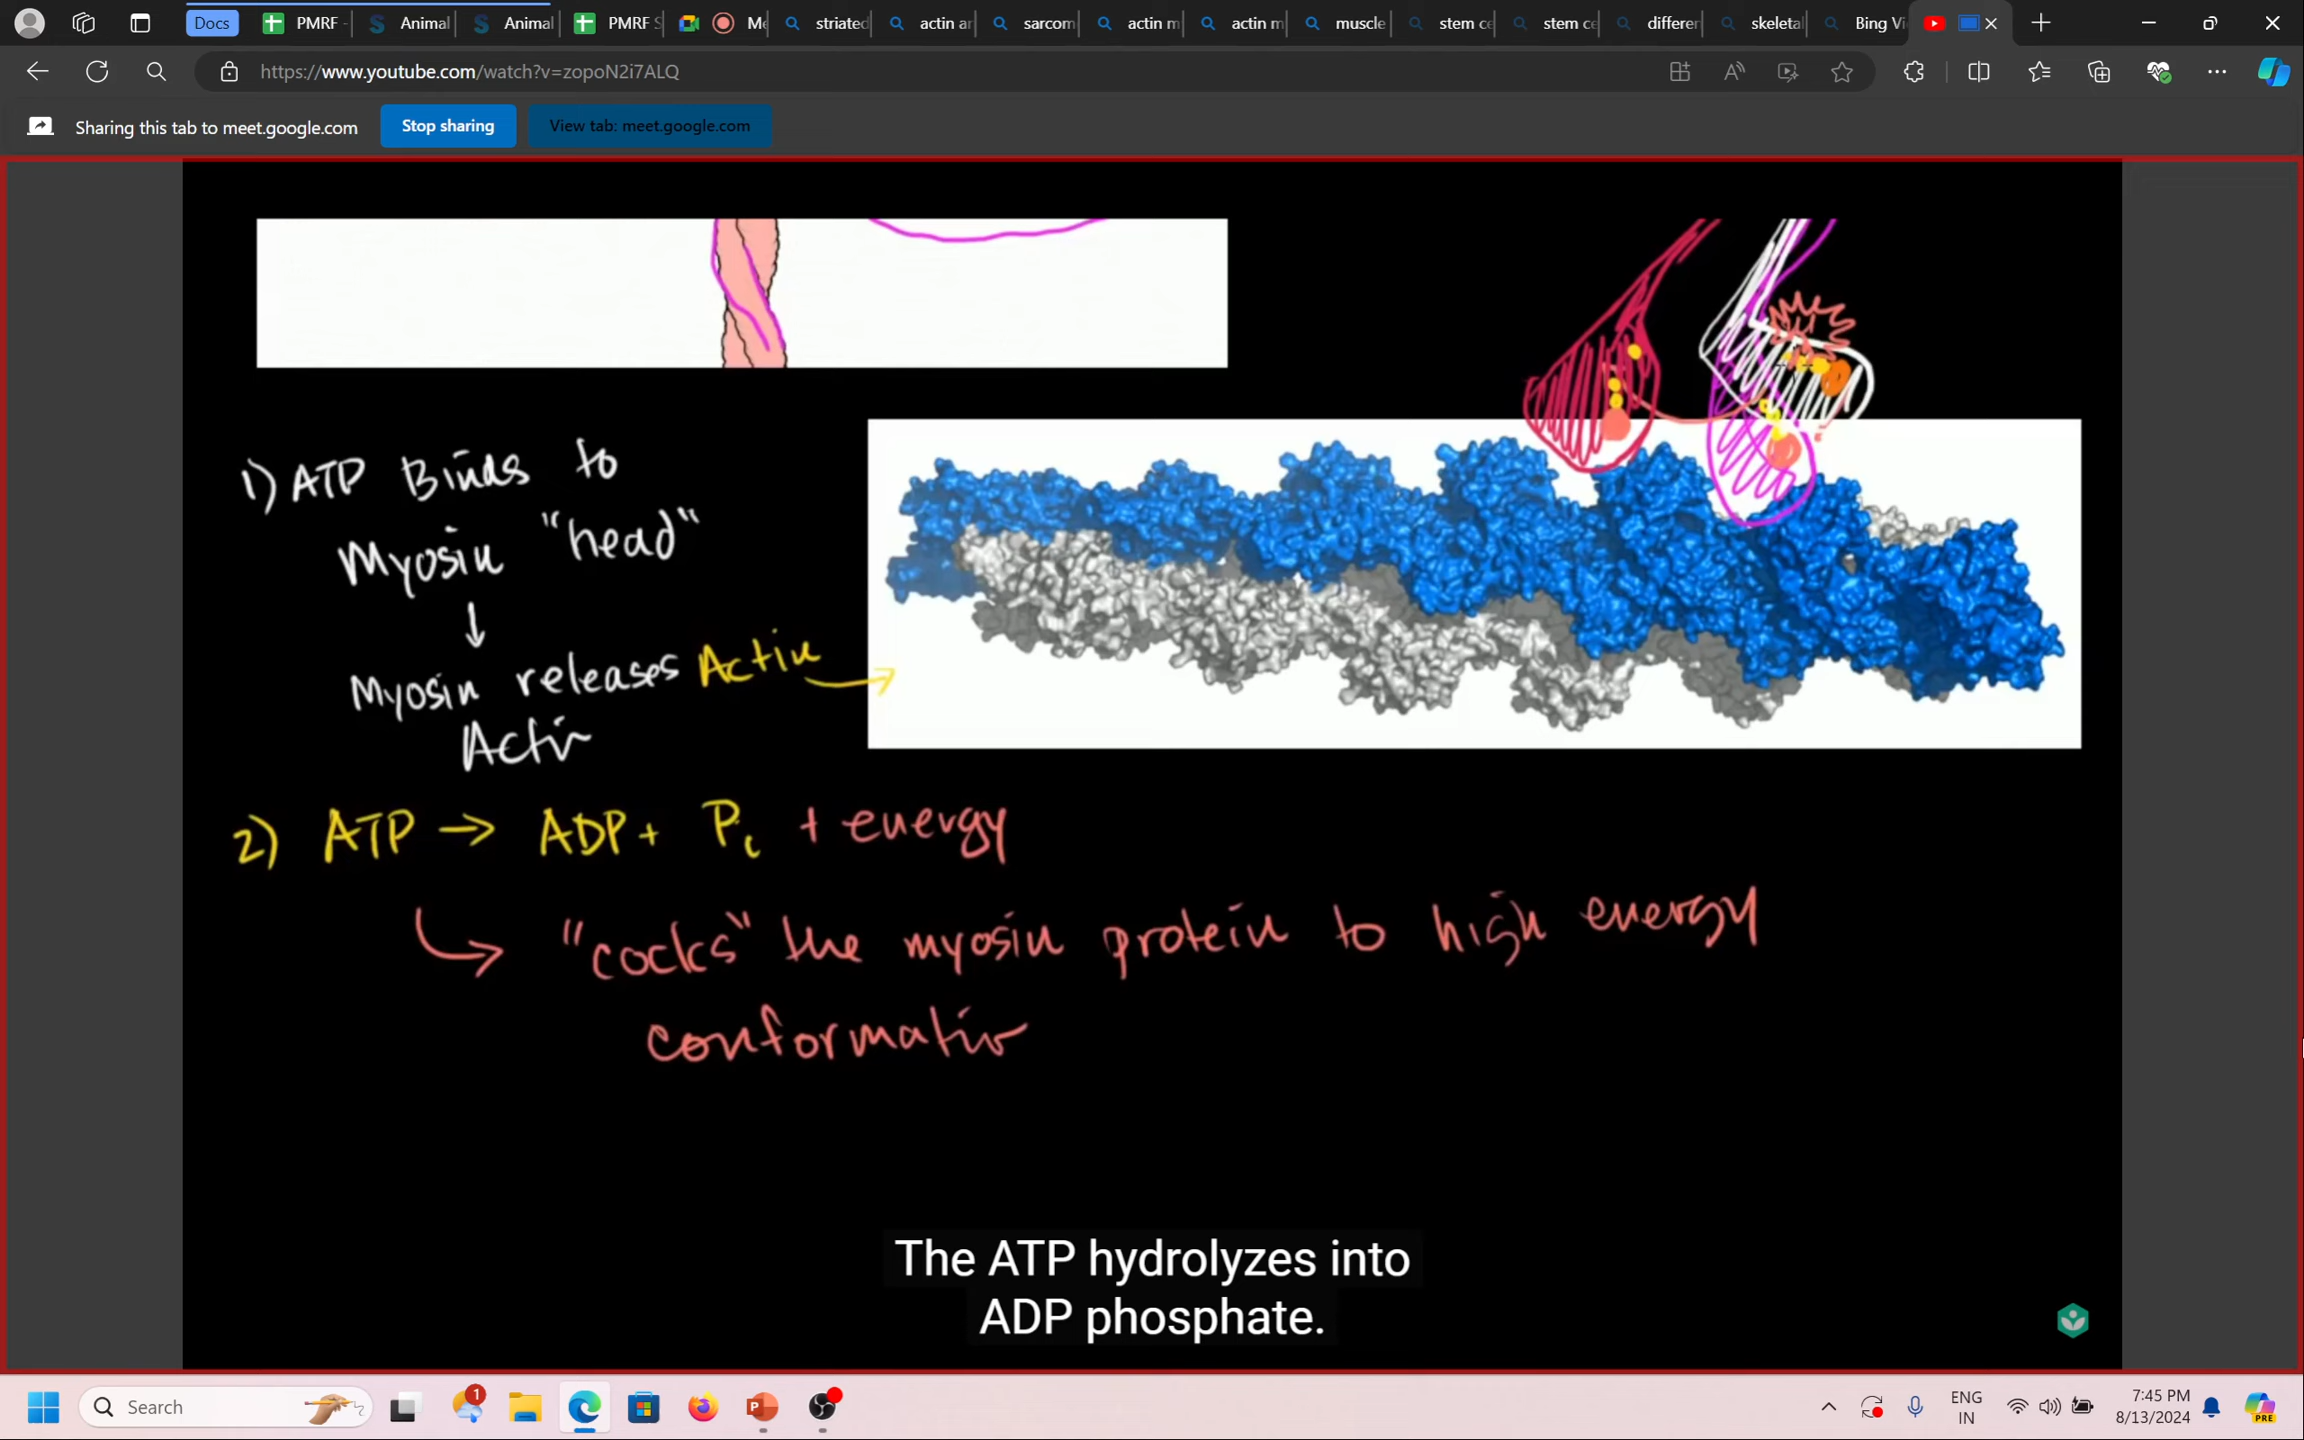 Docs PMRF - Animal Animal PMRF S Me striated actin ar sarcom actin m actin m muscle stem ce stem ce differen skeletal Bing Vi
https://www.youtube.com/watch?v=zopoN2i7ALQ
Sharing this tab to meet.google.com Stop sharing View tab: meet.google.com
1) ATP Binds to
Myosin "head"
↓
Myosin releases Actin →
Actin
2) ATP → ADP + Pi + energy
↳ "cocks" the myosin protein to high energy
conformation
The ATP hydrolyzes into
ADP phosphate.
Search 1 ENG 7:45 PM
IN 8/13/2024 PRE